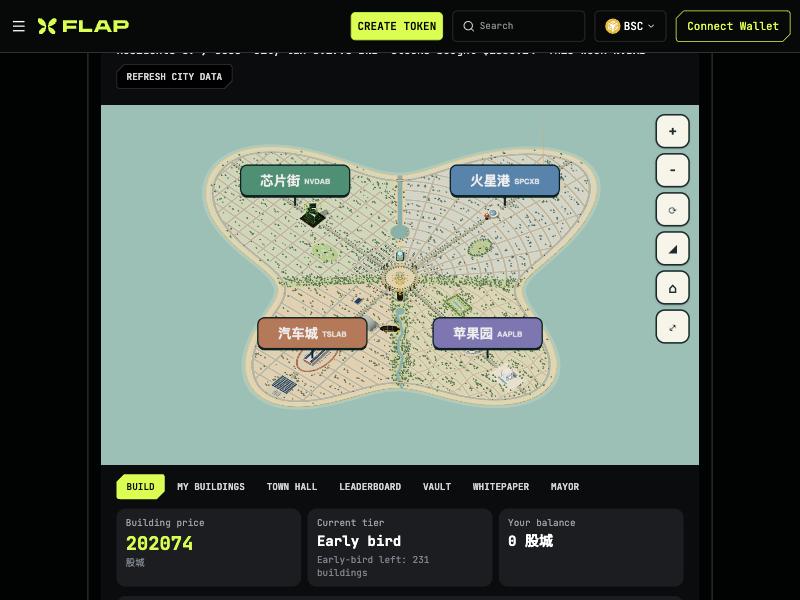 FLAP
CREATE TOKEN
Search
BSC
Connect Wallet
REFRESH CITY DATA
芯片街 NVDAB
火星港 SPCXB
汽车城 TSLAB
苹果园 AAPLB
+
-
BUILD
MY BUILDINGS
TOWN HALL
LEADERBOARD
VAULT
WHITEPAPER
MAYOR
Building price
202074
股城
Current tier
Early bird
Early-bird left: 231
buildings
Your balance
0 股城